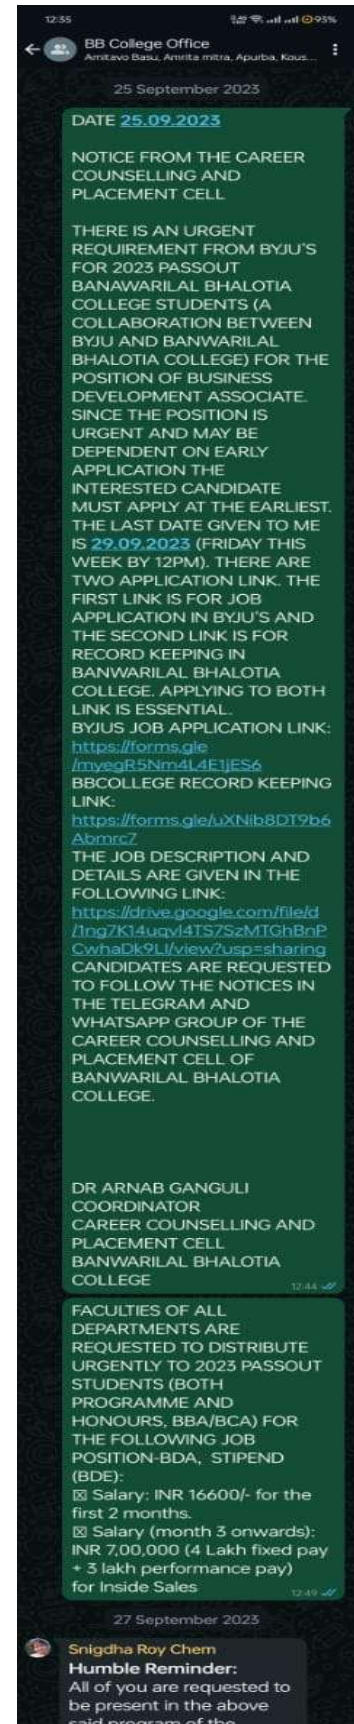 12:35
93%
BB College Office
Amitavo Basu, Amrita mitra, Apurba, Kous...
25 September 2023
DATE 25.09.2023
NOTICE FROM THE CAREER
COUNSELLING AND
PLACEMENT CELL
THERE IS AN URGENT
REQUIREMENT FROM BYJU'S
FOR 2023 PASSOUT
BANAWARILAL BHALOTIA
COLLEGE STUDENTS (A
COLLABORATION BETWEEN
BYJU AND BANWARILAL
BHALOTIA COLLEGE) FOR THE
POSITION OF BUSINESS
DEVELOPMENT ASSOCIATE.
SINCE THE POSITION IS
URGENT AND MAY BE
DEPENDENT ON EARLY
APPLICATION THE
INTERESTED CANDIDATE
MUST APPLY AT THE EARLIEST.
THE LAST DATE GIVEN TO ME
IS 29.09.2023 (FRIDAY THIS
WEEK BY 12PM). THERE ARE
TWO APPLICATION LINK. THE
FIRST LINK IS FOR JOB
APPLICATION IN BYJU'S AND
THE SECOND LINK IS FOR
RECORD KEEPING IN
BANWARILAL BHALOTIA
COLLEGE. APPLYING TO BOTH
LINK IS ESSENTIAL.
BYJUS JOB APPLICATION LINK:
https://forms.gle
/myegR5Nm4L4E1jES6
BBCOLLEGE RECORD KEEPING
LINK:
https://forms.gle/uXNib8DT9b6
Abmrc7
THE JOB DESCRIPTION AND
DETAILS ARE GIVEN IN THE
FOLLOWING LINK:
https://drive.google.com/file/d
/1ng7K14uqvl4TS7SzMTGhBnP
CwhaDk9LI/view?usp=sharing
CANDIDATES ARE REQUESTED
TO FOLLOW THE NOTICES IN
THE TELEGRAM AND
WHATSAPP GROUP OF THE
CAREER COUNSELLING AND
PLACEMENT CELL OF
BANWARILAL BHALOTIA
COLLEGE.
DR ARNAB GANGULI
COORDINATOR
CAREER COUNSELLING AND
PLACEMENT CELL
BANWARILAL BHALOTIA
COLLEGE
12:44
FACULTIES OF ALL
DEPARTMENTS ARE
REQUESTED TO DISTRIBUTE
URGENTLY TO 2023 PASSOUT
STUDENTS (BOTH
PROGRAMME AND
HONOURS, BBA/BCA) FOR
THE FOLLOWING JOB
POSITION-BDA, STIPEND
(BDE):
☒ Salary: INR 16600/- for the
first 2 months.
☒ Salary (month 3 onwards):
INR 7,00,000 (4 Lakh fixed pay
+ 3 lakh performance pay)
for Inside Sales
12:49
27 September 2023
Snigdha Roy Chem
Humble Reminder:
All of you are requested to
be present in the above
said program of the